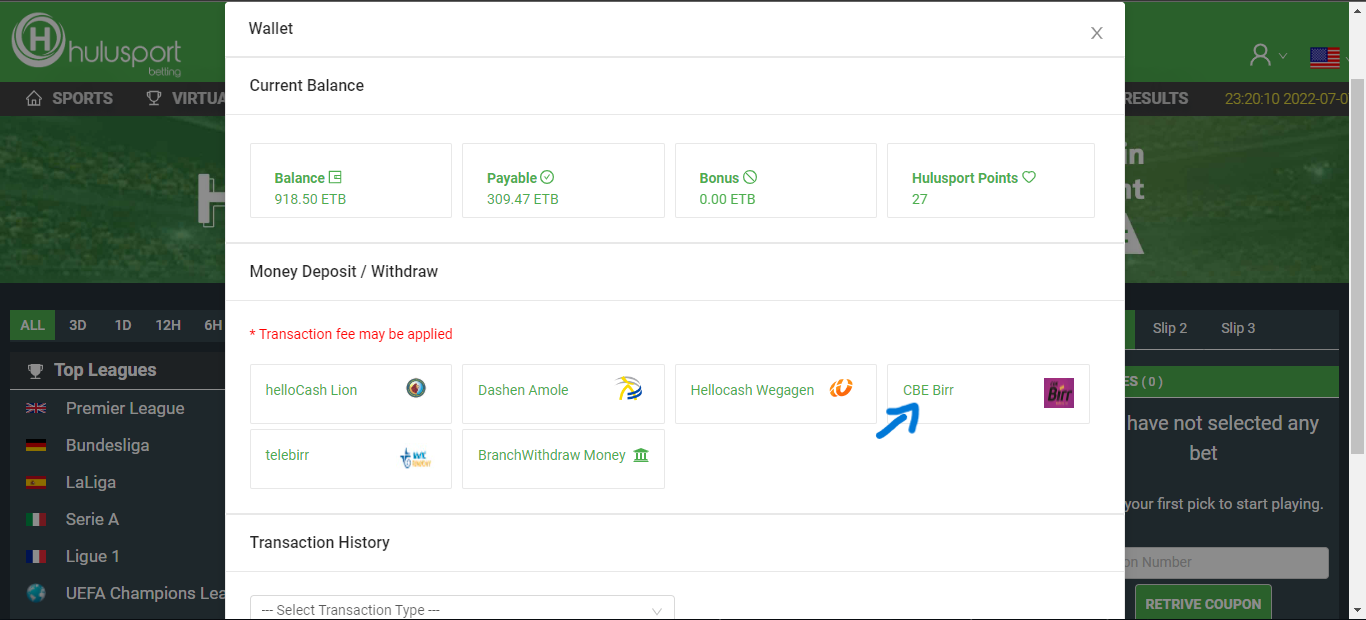 Wallet
X
hulusport
betting
SPORTS
RESULTS
23:20:10 2022-07-0
Current Balance
Balance
Payable
Bonus
Hulusport Points
918.50 ETB
309.47 ETB
0.00 ETB
27
Money Deposit / Withdraw
* Transaction fee may be applied
helloCash Lion
Dashen Amole
Hellocash Wegagen
CBE Birr
Birr
telebirr
BranchWithdraw Money
Transaction History
--- Select Transaction Type ---
ALL
3D
1D
12H
6H
Top Leagues
Premier League
Bundesliga
LaLiga
Serie A
Ligue 1
UEFA Champions Lea
Slip 2
Slip 3
ES ( 0 )
have not selected any
bet
your first pick to start playing.
on Number
RETRIVE COUPON